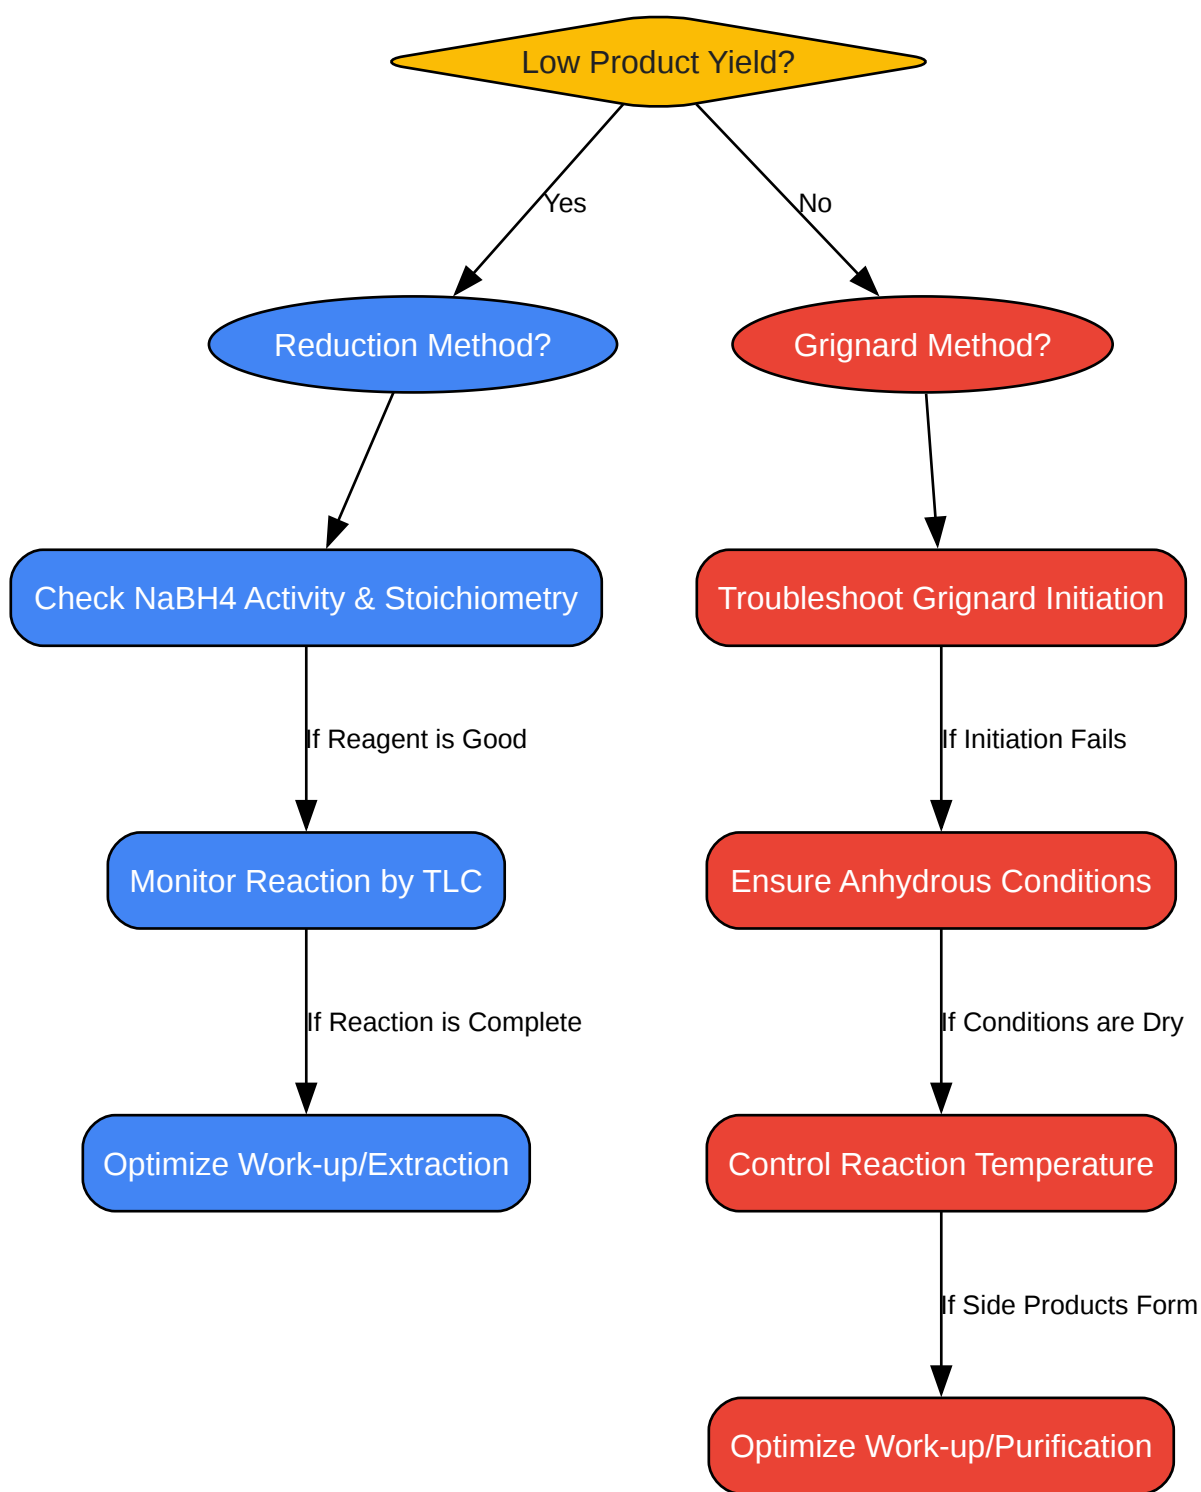 Low Product Yield?
Yes
No
Reduction Method?
Grignard Method?
Check NaBH4 Activity & Stoichiometry
Troubleshoot Grignard Initiation
If Reagent is Good
If Initiation Fails
Monitor Reaction by TLC
Ensure Anhydrous Conditions
If Reaction is Complete
If Conditions are Dry
Optimize Work-up/Extraction
Control Reaction Temperature
If Side Products Form
Optimize Work-up/Purification